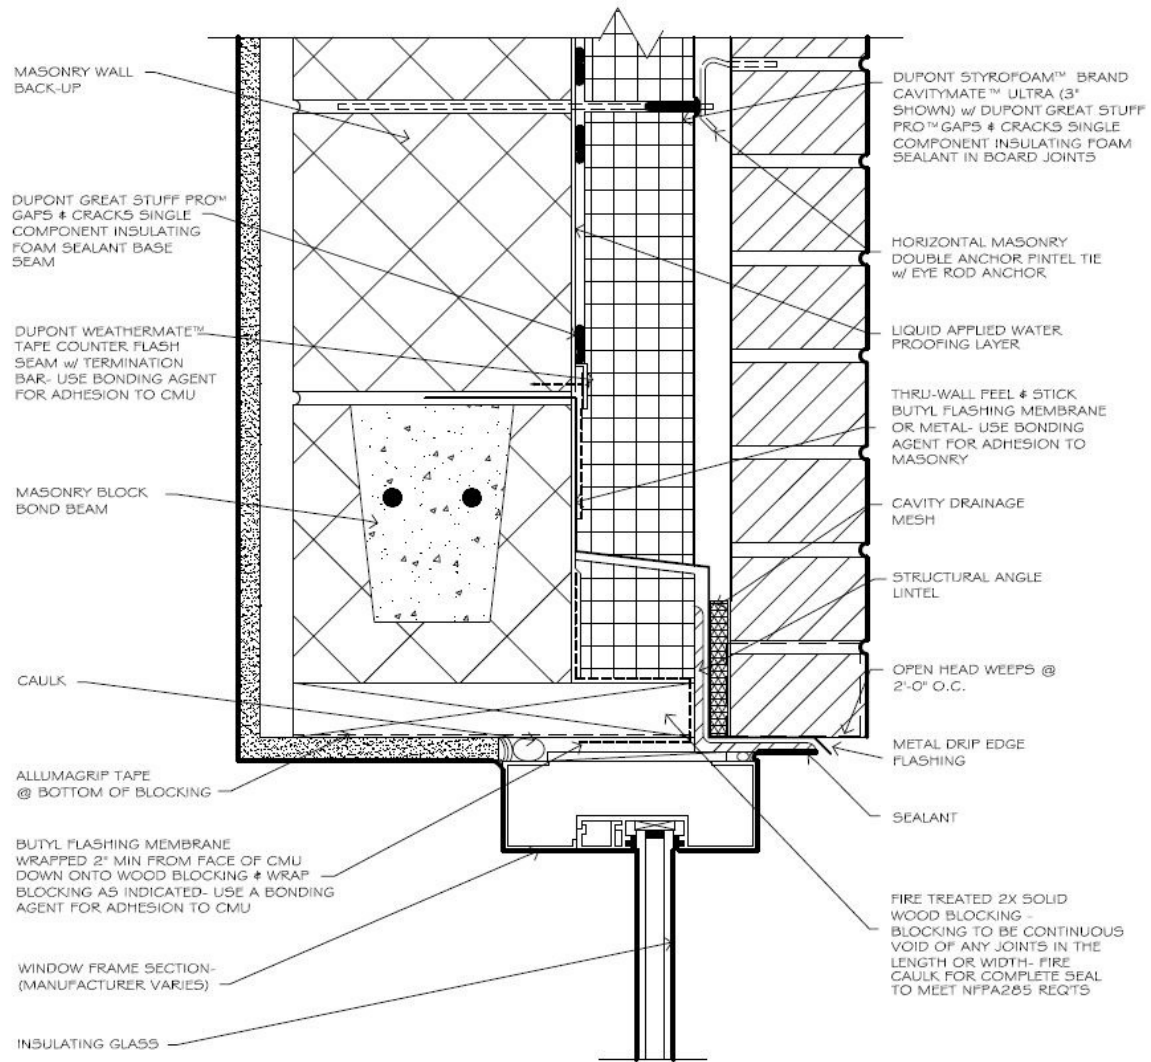 MASONRY WALL
BACK-UP
DUPONT GREAT STUFF PRO™
GAPS & CRACKS SINGLE
COMPONENT INSULATING
FOAM SEALANT BASE
SEAM
DUPONT WEATHERMATE™
TAPE COUNTER FLASH
SEAM w/ TERMINATION
BAR- USE BONDING AGENT
FOR ADHESION TO CMU
MASONRY BLOCK
BOND BEAM
CAULK
ALLUMAGRIP TAPE
@ BOTTOM OF BLOCKING
BUTYL FLASHING MEMBRANE
WRAPPED 2" MIN FROM FACE OF CMU
DOWN ONTO WOOD BLOCKING & WRAP
BLOCKING AS INDICATED- USE A BONDING
AGENT FOR ADHESION TO CMU
WINDOW FRAME SECTION-
(MANUFACTURER VARIES)
INSULATING GLASS
DUPONT STYROFOAM™ BRAND
CAVITYMATE™ ULTRA (3"
SHOWN) w/ DUPONT GREAT STUFF
PRO™ GAPS & CRACKS SINGLE
COMPONENT INSULATING FOAM
SEALANT IN BOARD JOINTS
HORIZONTAL MASONRY
DOUBLE ANCHOR PINTEL TIE
w/ EYE ROD ANCHOR
LIQUID APPLIED WATER
PROOFING LAYER
THRU-WALL PEEL & STICK
BUTYL FLASHING MEMBRANE
OR METAL- USE BONDING
AGENT FOR ADHESION TO
MASONRY
CAVITY DRAINAGE
MESH
STRUCTURAL ANGLE
LINTEL
OPEN HEAD WEEPS @
2'-0" O.C.
METAL DRIP EDGE
FLASHING
SEALANT
FIRE TREATED 2X SOLID
WOOD BLOCKING -
BLOCKING TO BE CONTINUOUS
VOID OF ANY JOINTS IN THE
LENGTH OR WIDTH- FIRE
CAULK FOR COMPLETE SEAL
TO MEET NFPA285 REQ'TS